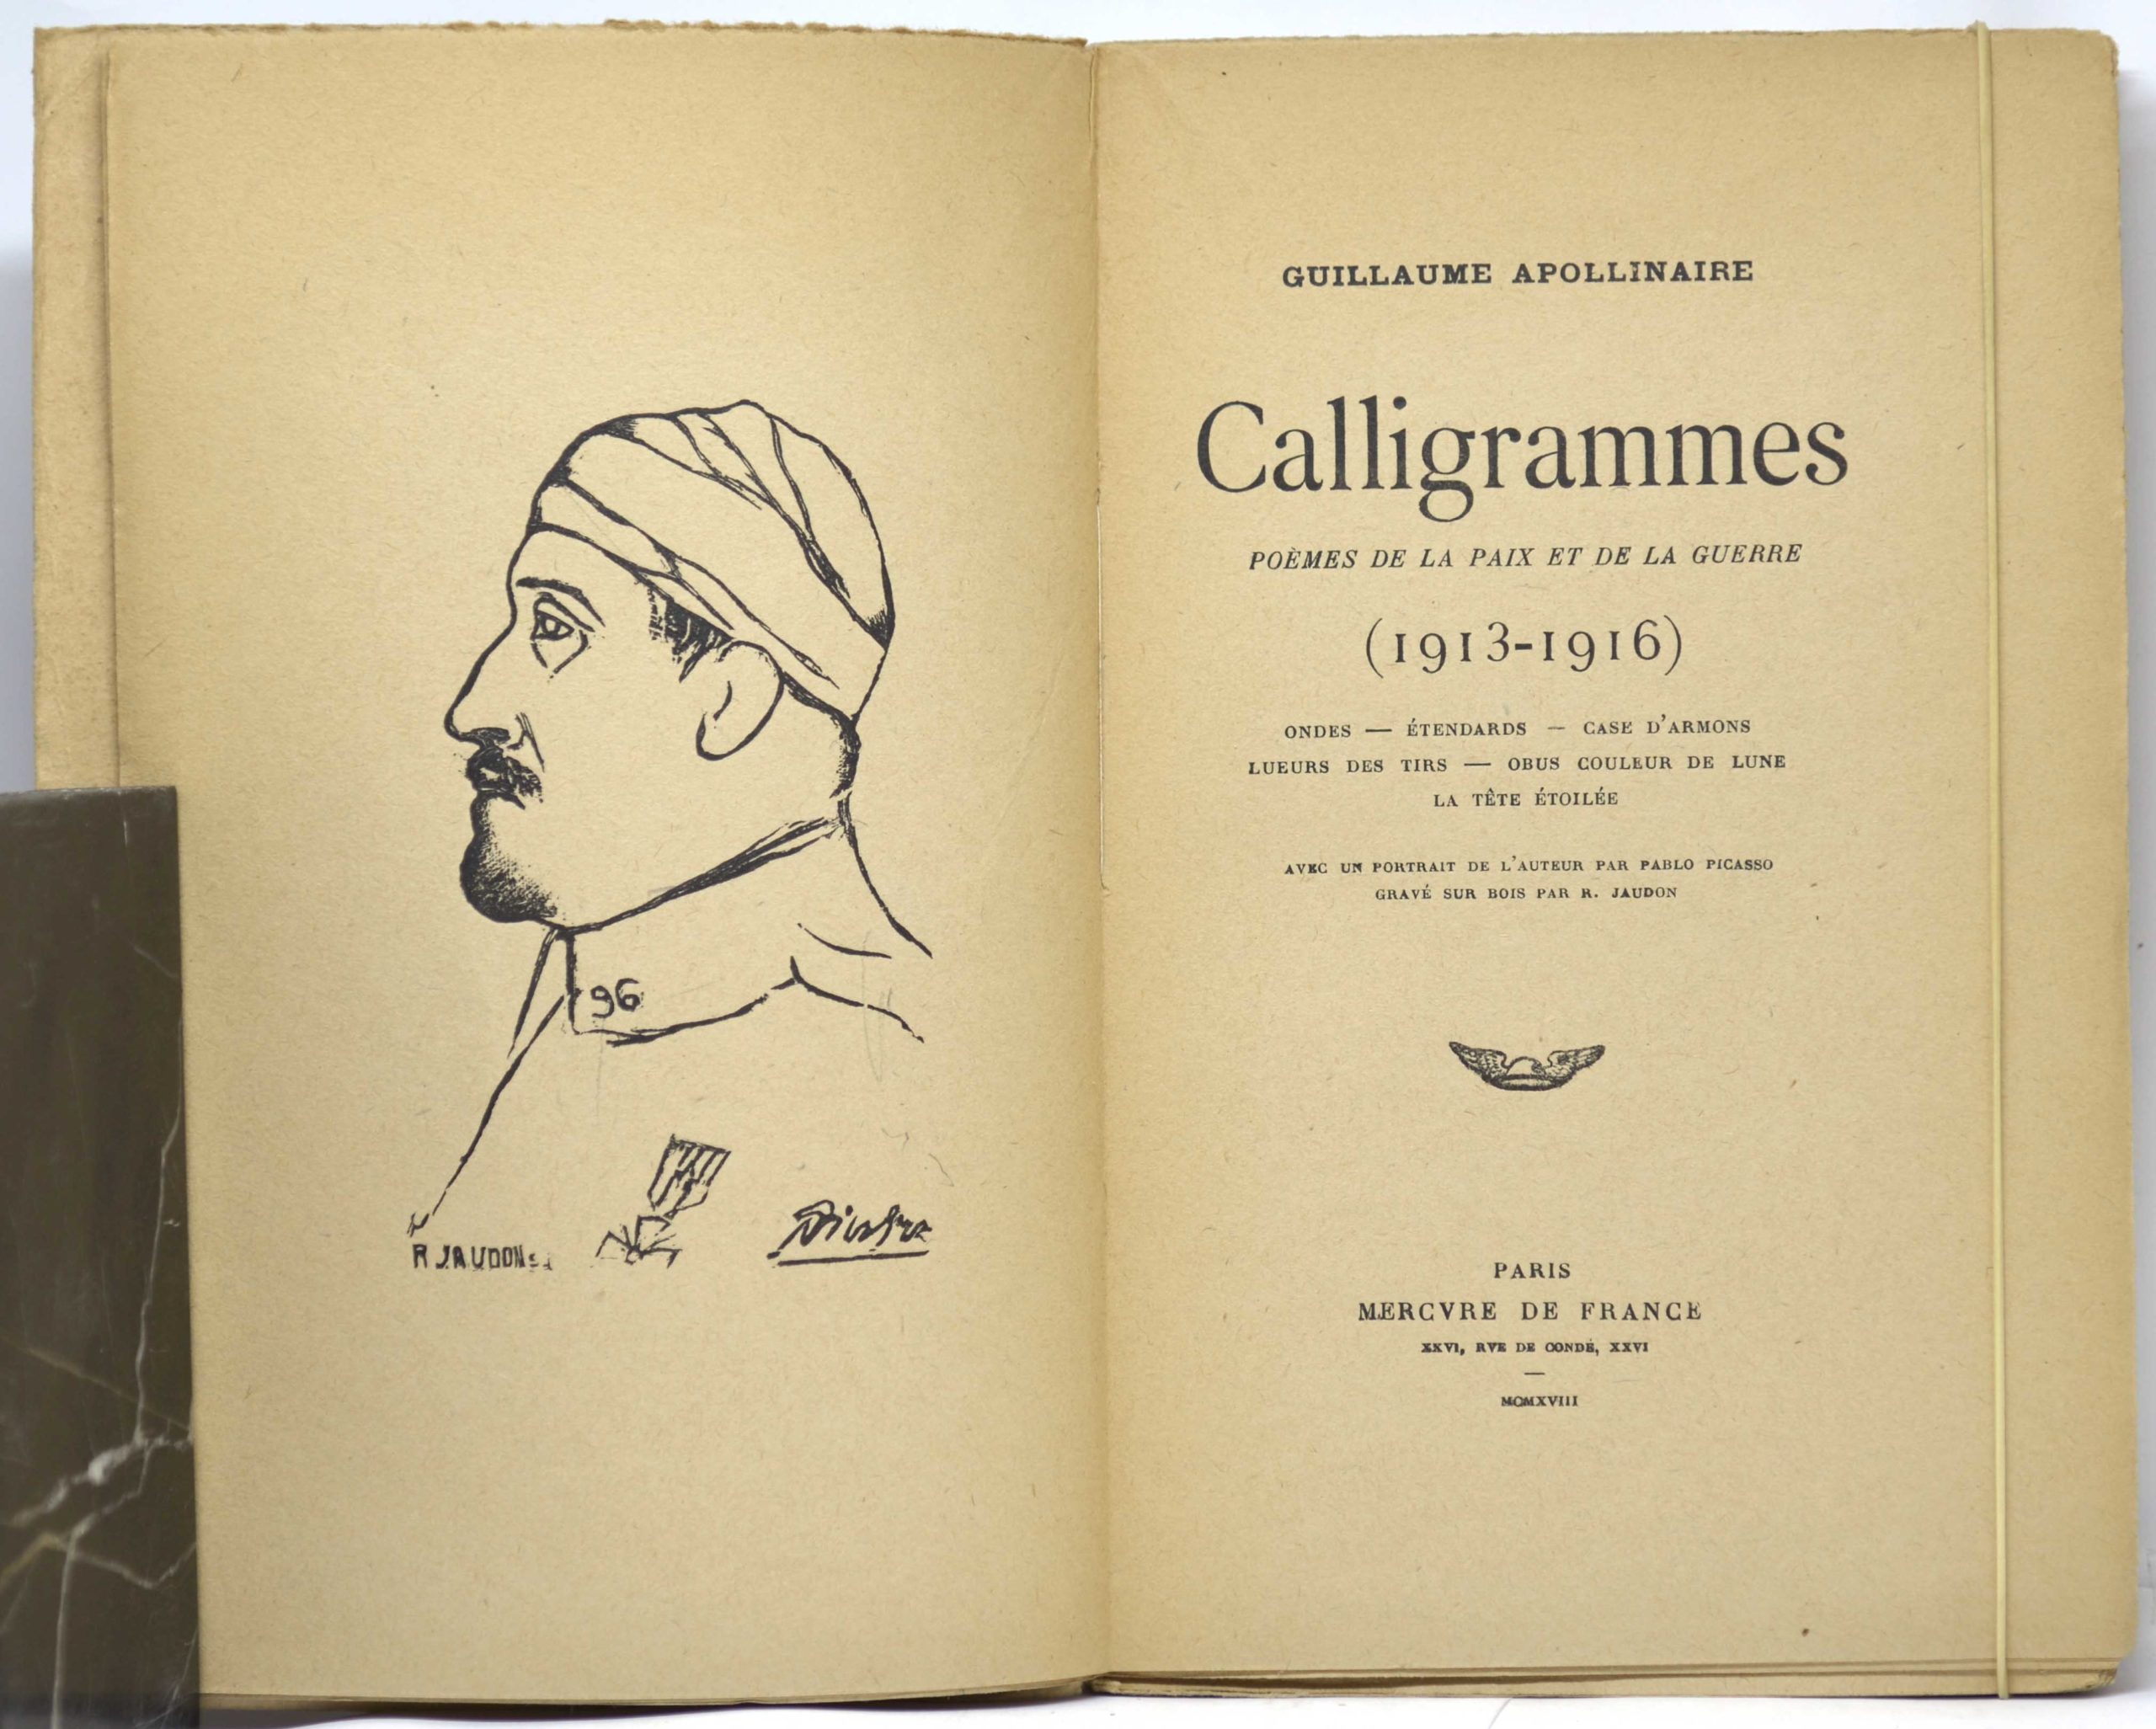 96
R JAUDON
Picasso
GUILLAUME APOLLINAIRE
Calligrammes
POÈMES DE LA PAIX ET DE LA GUERRE
(1913-1916)
ONDES — ÉTENDARDS — CASE D'ARMONS
LUEURS DES TIRS — OBUS COULEUR DE LUNE
LA TÊTE ÉTOILÉE
AVEC UN PORTRAIT DE L'AUTEUR PAR PABLO PICASSO
GRAVÉ SUR BOIS PAR R. JAUDON
PARIS
MERCVRE DE FRANCE
XXVI, RVE DE CONDÉ, XXVI
MCMXVIII